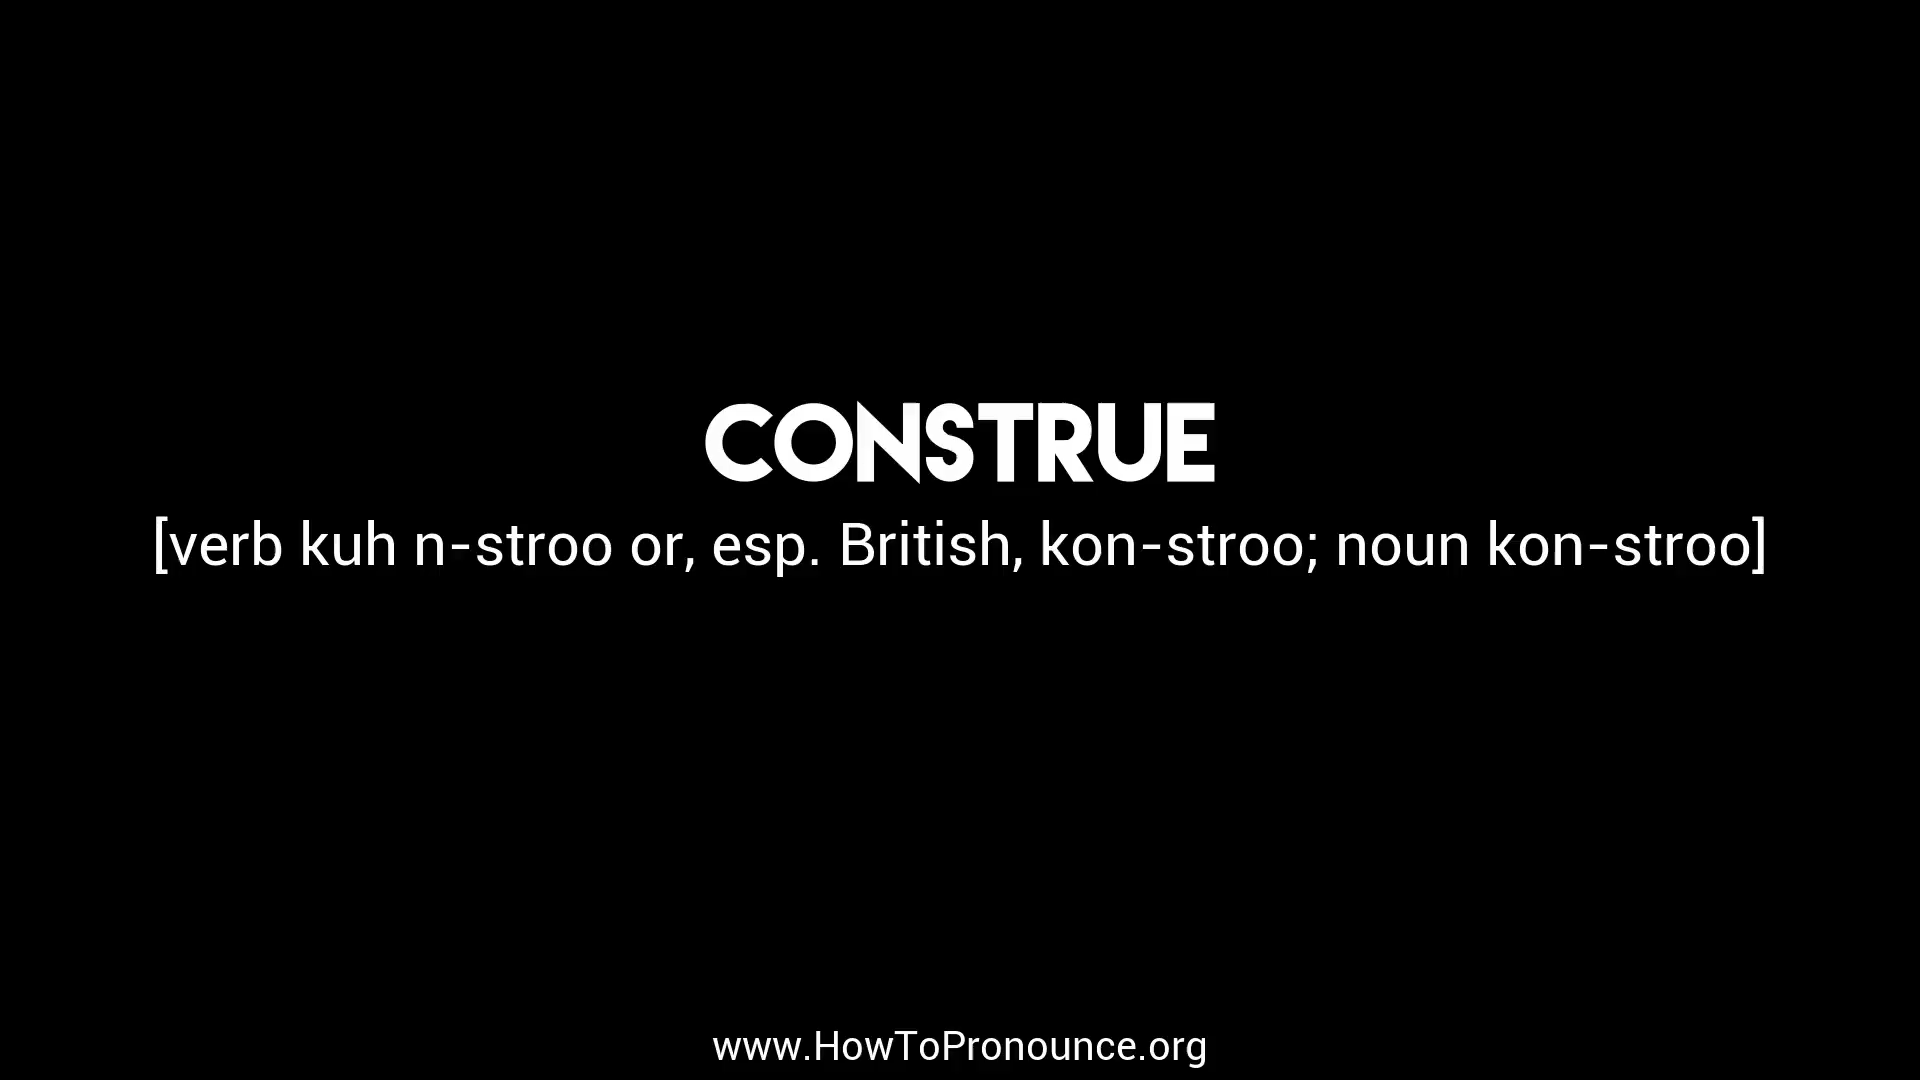 CONSTRUE
[verb kuh n-stroo or, esp. British, kon-stroo; noun kon-stroo]
www.HowToPronounce.org